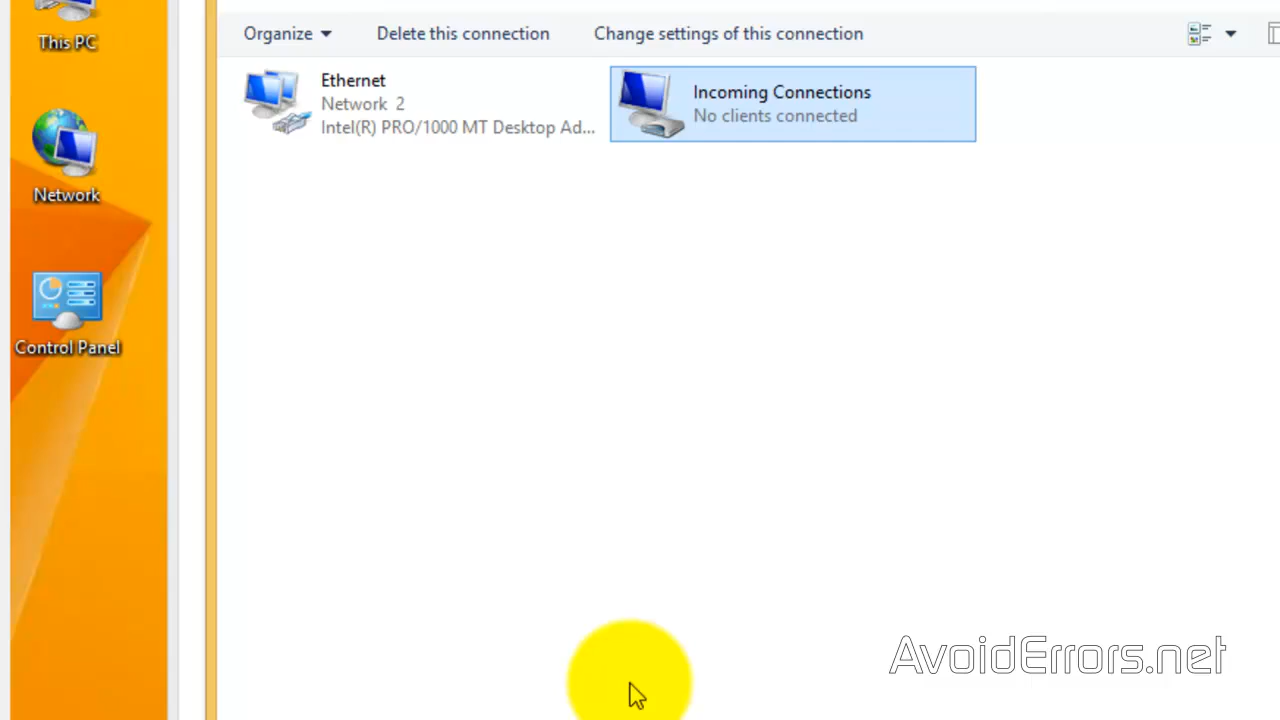 This PC
Network
Control Panel
Organize
Delete this connection
Change settings of this connection
Ethernet
Network 2
Intel(R) PRO/1000 MT Desktop Ad...
Incoming Connections
No clients connected
AvoidErrors.net